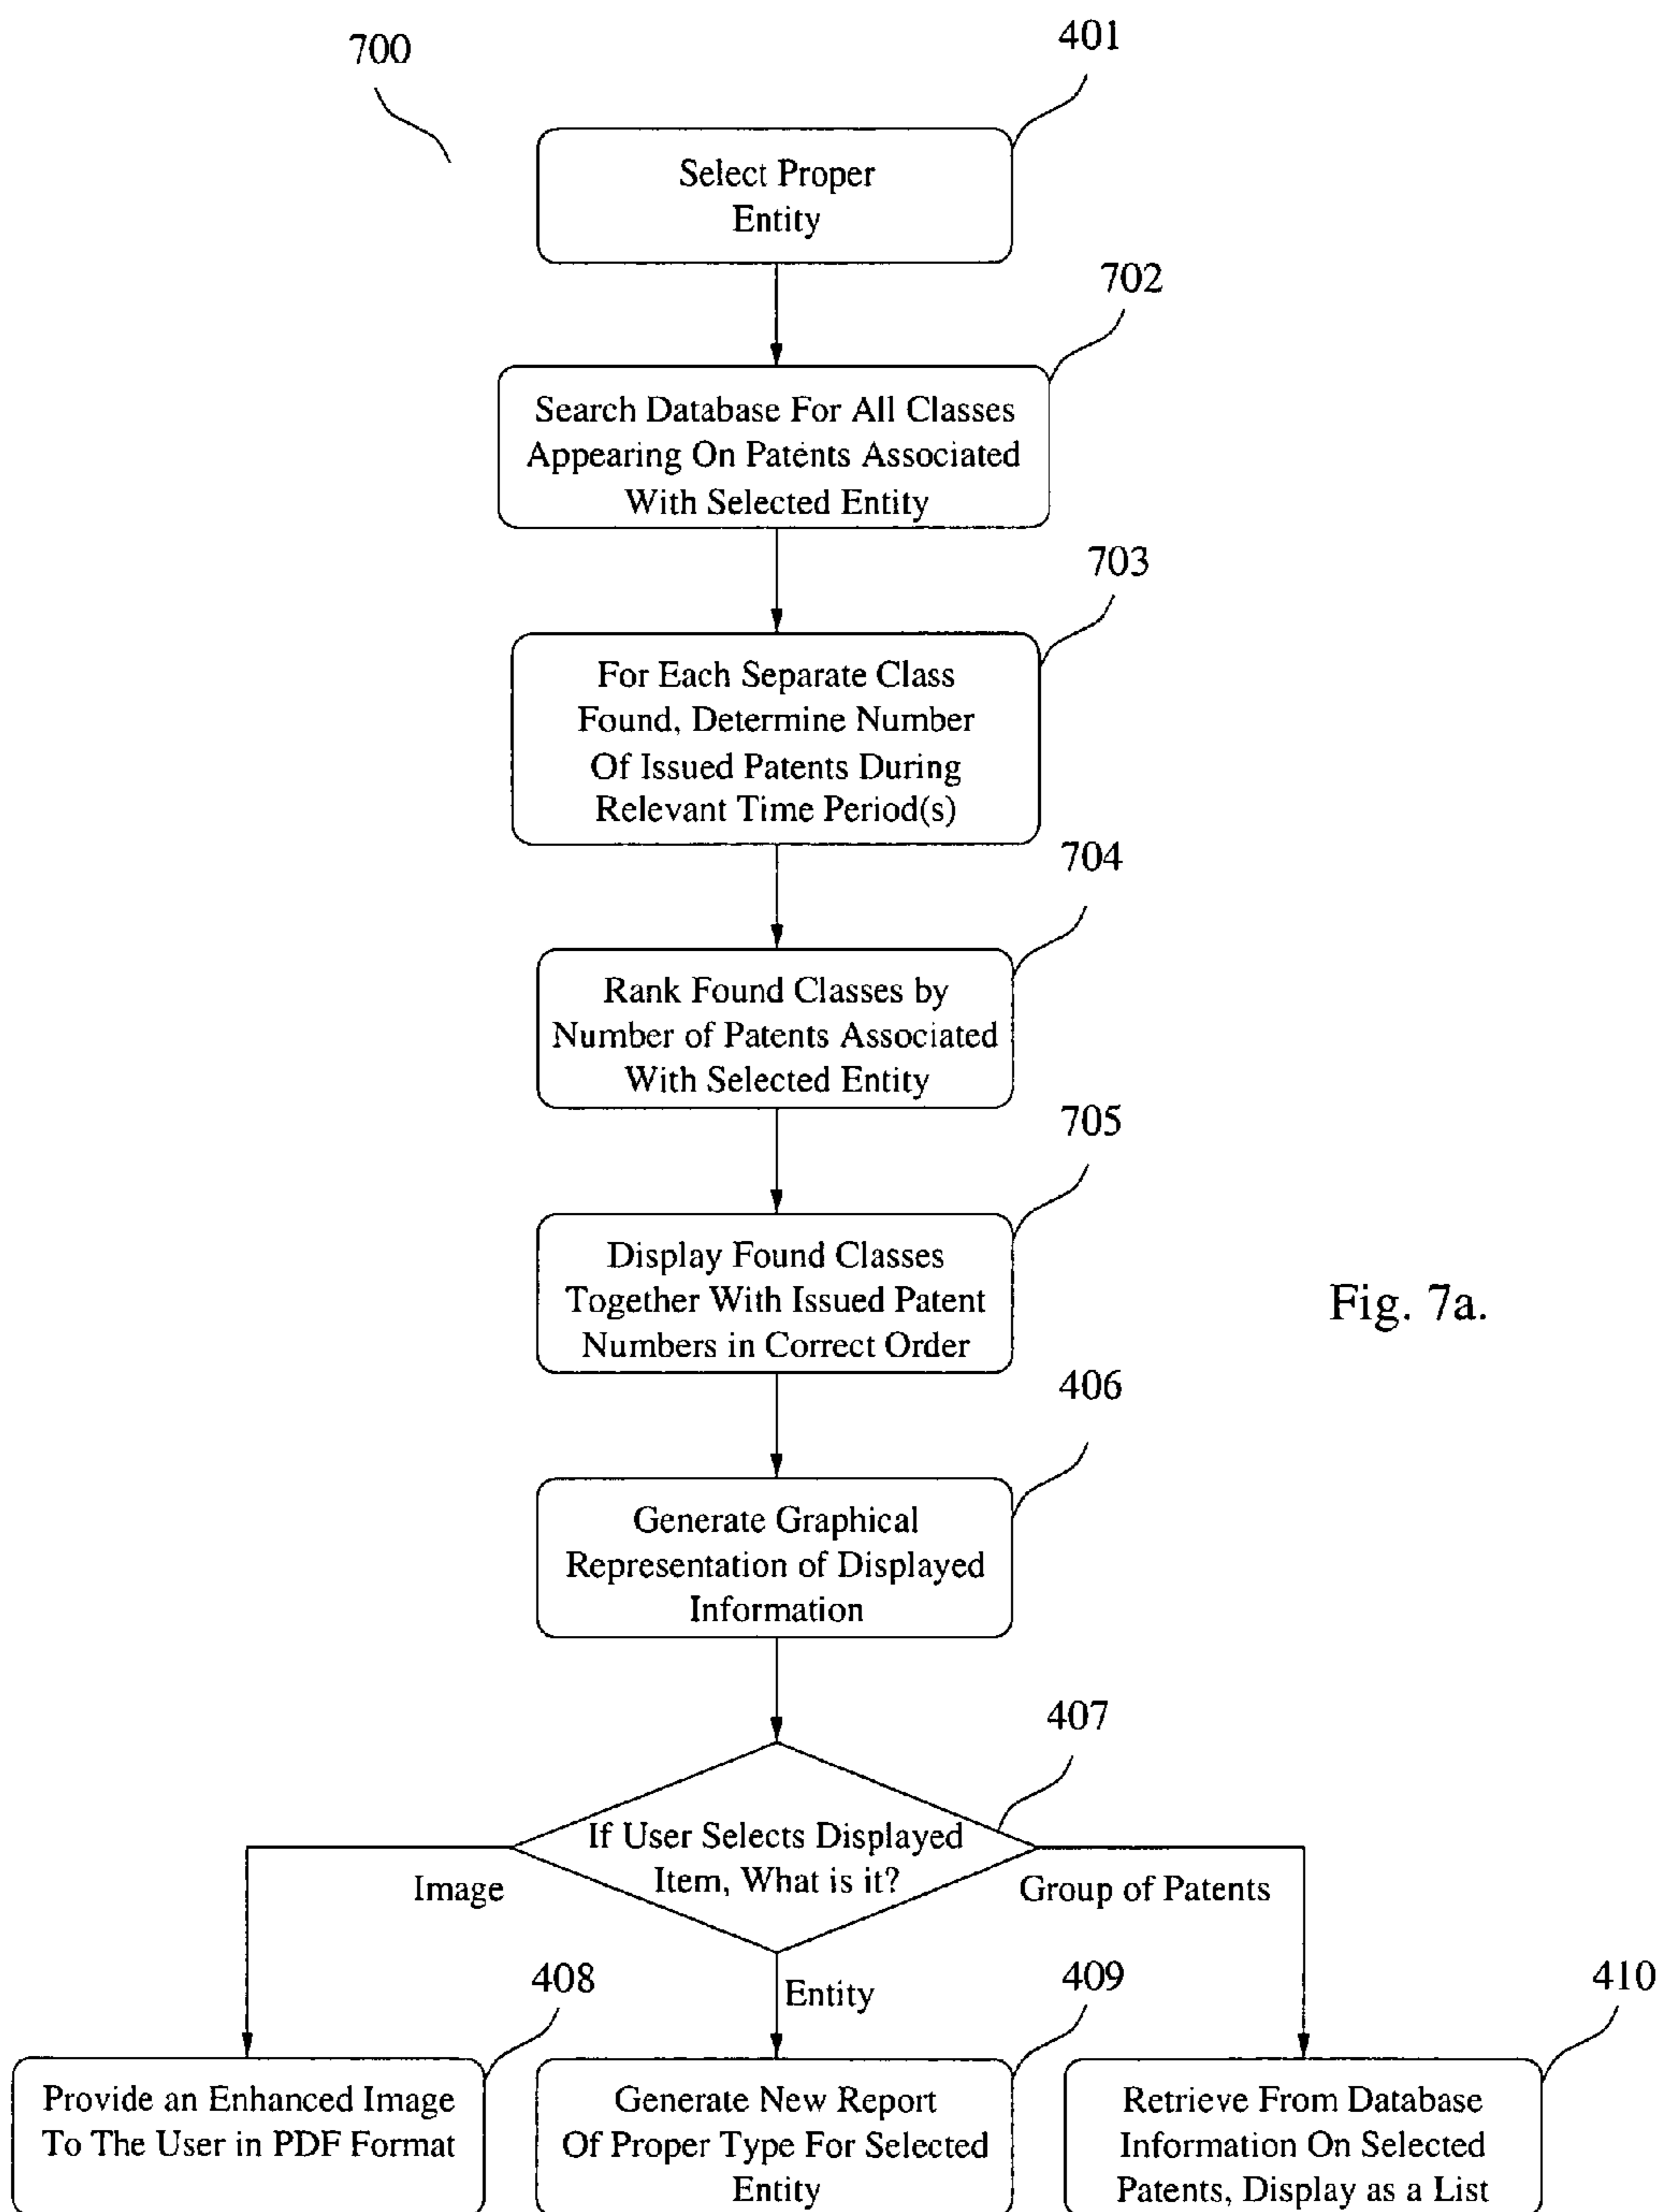 700
401
Select Proper
Entity
702
Search Database For All Classes
Appearing On Patents Associated
With Selected Entity
703
For Each Separate Class
Found, Determine Number
Of Issued Patents During
Relevant Time Period(s)
704
Rank Found Classes by
Number of Patents Associated
With Selected Entity
705
Display Found Classes
Together With Issued Patent
Numbers in Correct Order
Fig. 7a.
406
Generate Graphical
Representation of Displayed
Information
407
If User Selects Displayed
Item, What is it?
Image
Entity
Group of Patents
408
Provide an Enhanced Image
To The User in PDF Format
409
Generate New Report
Of Proper Type For Selected
Entity
410
Retrieve From Database
Information On Selected
Patents, Display as a List